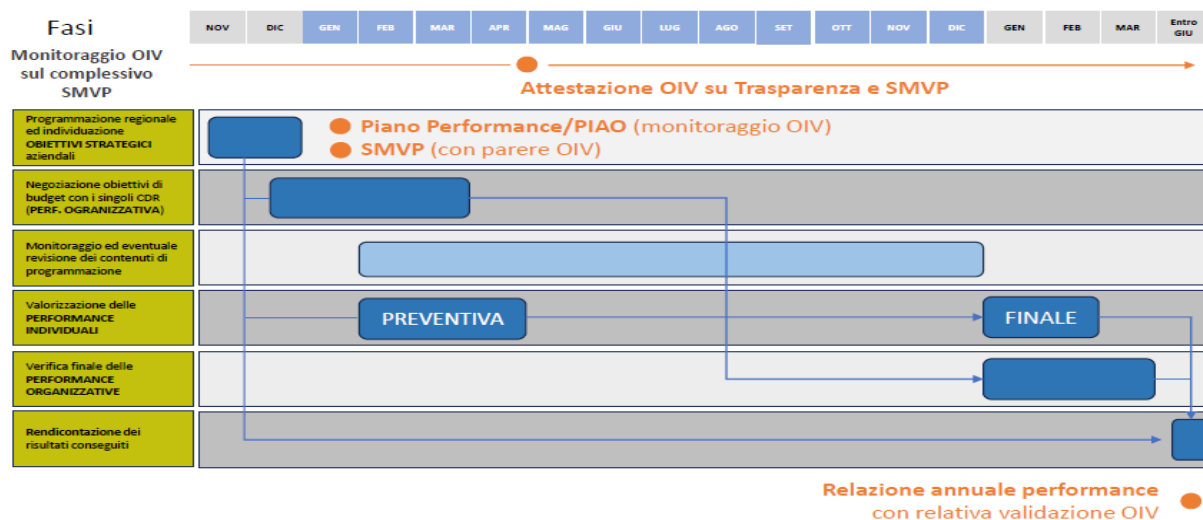 Fasi
NOV DIC GEN FEB MAR APR MAG GIU LUG AGO SET OTT NOV DIC GEN FEB MAR Entro
GIU
Monitoraggio OIV
sul complessivo
SMVP
Attestazione OIV su Trasparenza e SMVP
Programmazione regionale
ed individuazione
OBIETTIVI STRATEGICI
aziendali
Piano Performance/PIAO (monitoraggio OIV)
SMVP (con parere OIV)
Negoziazione obiettivi di
budget con i singoli CDR
(PERF. OGRANIZZATIVA)
Monitoraggio ed eventuale
revisione dei contenuti di
programmazione
Valorizzazione delle
PERFORMANCE
INDIVIDUALI
PREVENTIVA
FINALE
Verifica finale delle
PERFORMANCE
ORGANIZZATIVE
Rendicontazione dei
risultati conseguiti
Relazione annuale performance
con relativa validazione OIV